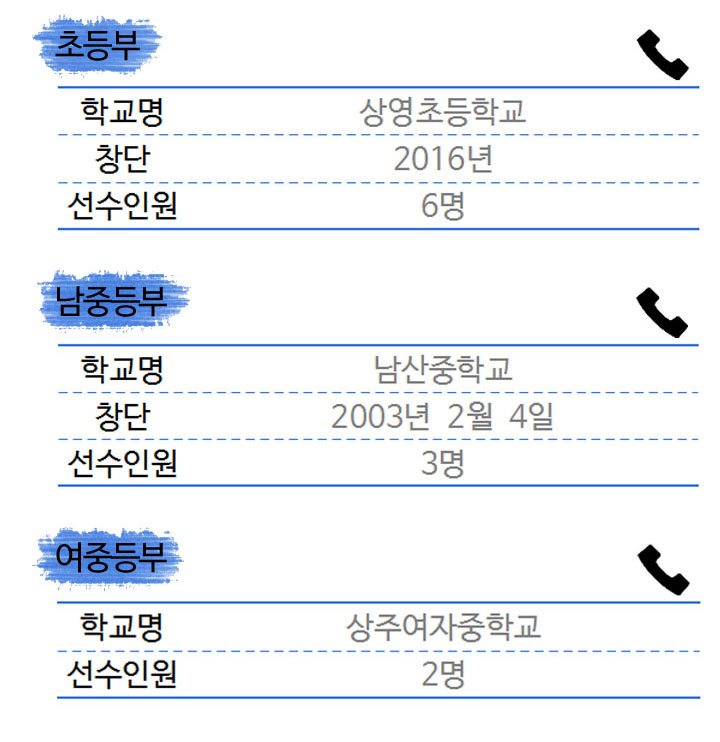 초등부
학교명 상영초등학교
창단 2016년
선수인원 6명
남중등부
학교명 남산중학교
창단 2003년 2월 4일
선수인원 3명
여중등부
학교명 상주여자중학교
선수인원 2명